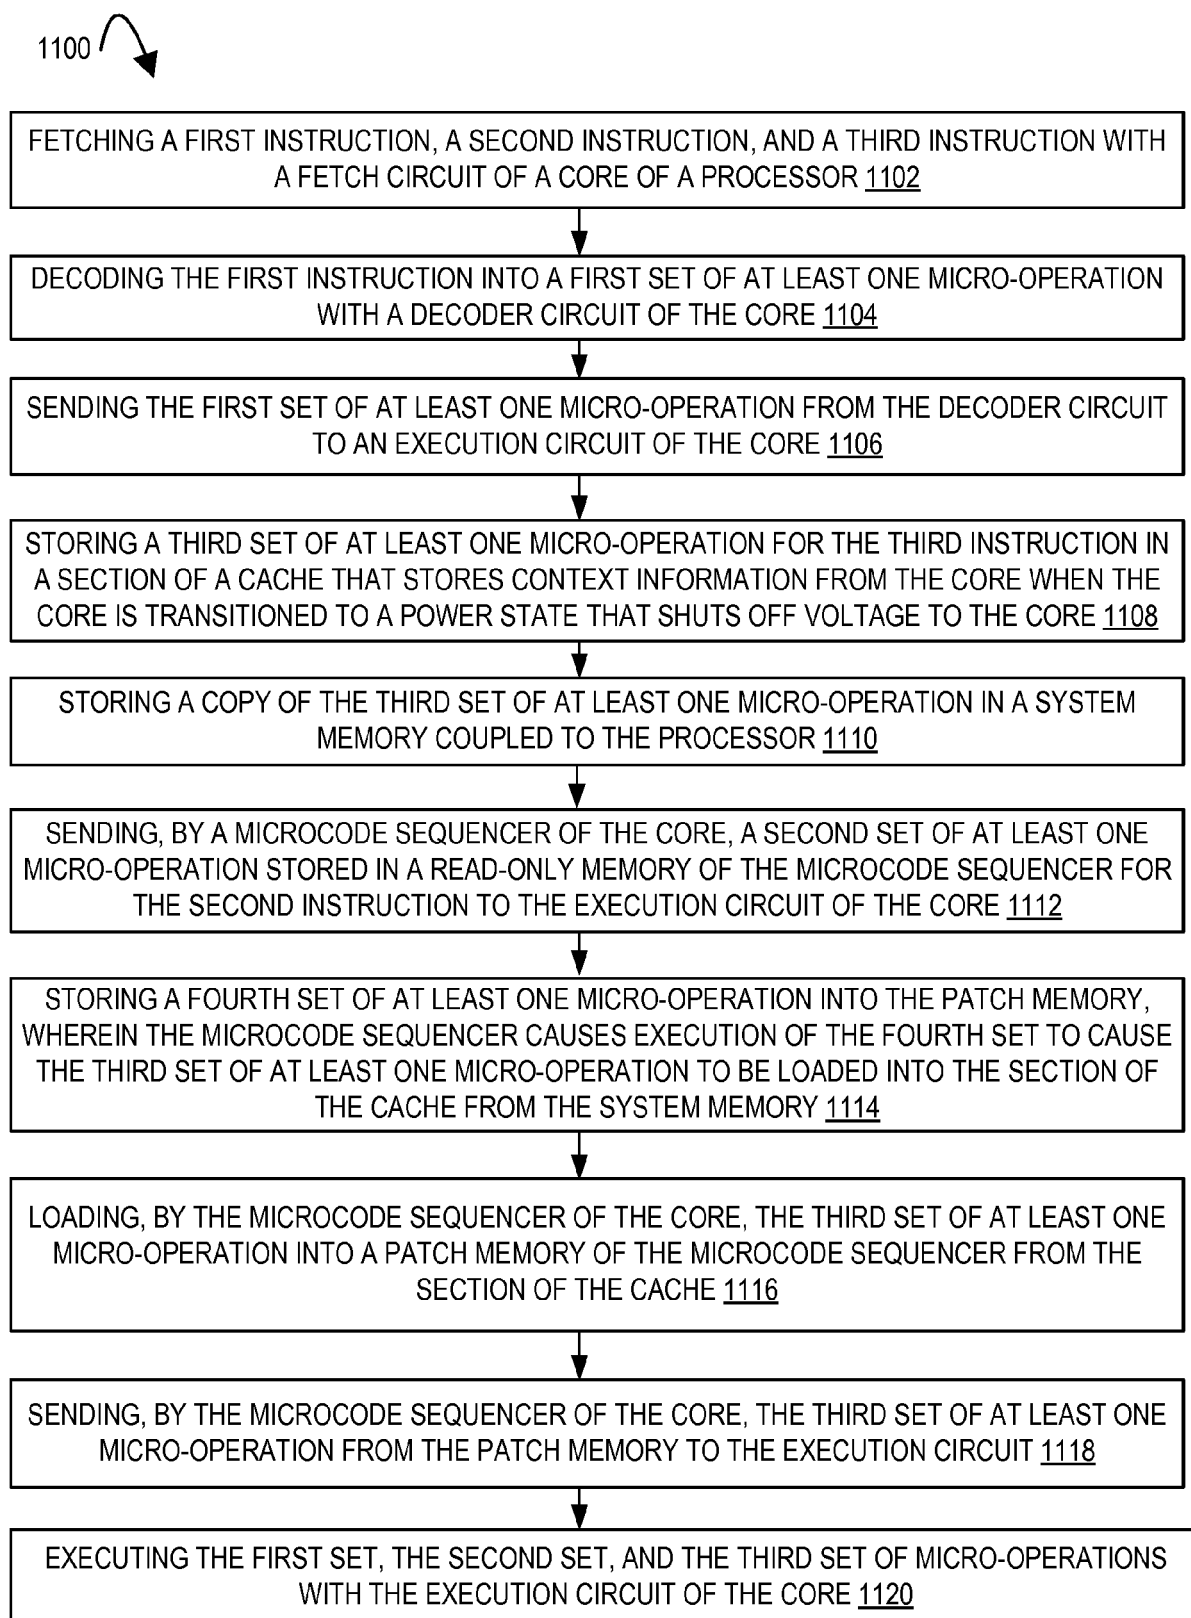 1100
FETCHING A FIRST INSTRUCTION, A SECOND INSTRUCTION, AND A THIRD INSTRUCTION WITH
A FETCH CIRCUIT OF A CORE OF A PROCESSOR 1102
DECODING THE FIRST INSTRUCTION INTO A FIRST SET OF AT LEAST ONE MICRO-OPERATION
WITH A DECODER CIRCUIT OF THE CORE 1104
SENDING THE FIRST SET OF AT LEAST ONE MICRO-OPERATION FROM THE DECODER CIRCUIT
TO AN EXECUTION CIRCUIT OF THE CORE 1106
STORING A THIRD SET OF AT LEAST ONE MICRO-OPERATION FOR THE THIRD INSTRUCTION IN
A SECTION OF A CACHE THAT STORES CONTEXT INFORMATION FROM THE CORE WHEN THE
CORE IS TRANSITIONED TO A POWER STATE THAT SHUTS OFF VOLTAGE TO THE CORE 1108
STORING A COPY OF THE THIRD SET OF AT LEAST ONE MICRO-OPERATION IN A SYSTEM
MEMORY COUPLED TO THE PROCESSOR 1110
SENDING, BY A MICROCODE SEQUENCER OF THE CORE, A SECOND SET OF AT LEAST ONE
MICRO-OPERATION STORED IN A READ-ONLY MEMORY OF THE MICROCODE SEQUENCER FOR
THE SECOND INSTRUCTION TO THE EXECUTION CIRCUIT OF THE CORE 1112
STORING A FOURTH SET OF AT LEAST ONE MICRO-OPERATION INTO THE PATCH MEMORY,
WHEREIN THE MICROCODE SEQUENCER CAUSES EXECUTION OF THE FOURTH SET TO CAUSE
THE THIRD SET OF AT LEAST ONE MICRO-OPERATION TO BE LOADED INTO THE SECTION OF
THE CACHE FROM THE SYSTEM MEMORY 1114
LOADING, BY THE MICROCODE SEQUENCER OF THE CORE, THE THIRD SET OF AT LEAST ONE
MICRO-OPERATION INTO A PATCH MEMORY OF THE MICROCODE SEQUENCER FROM THE
SECTION OF THE CACHE 1116
SENDING, BY THE MICROCODE SEQUENCER OF THE CORE, THE THIRD SET OF AT LEAST ONE
MICRO-OPERATION FROM THE PATCH MEMORY TO THE EXECUTION CIRCUIT 1118
EXECUTING THE FIRST SET, THE SECOND SET, AND THE THIRD SET OF MICRO-OPERATIONS
WITH THE EXECUTION CIRCUIT OF THE CORE 1120